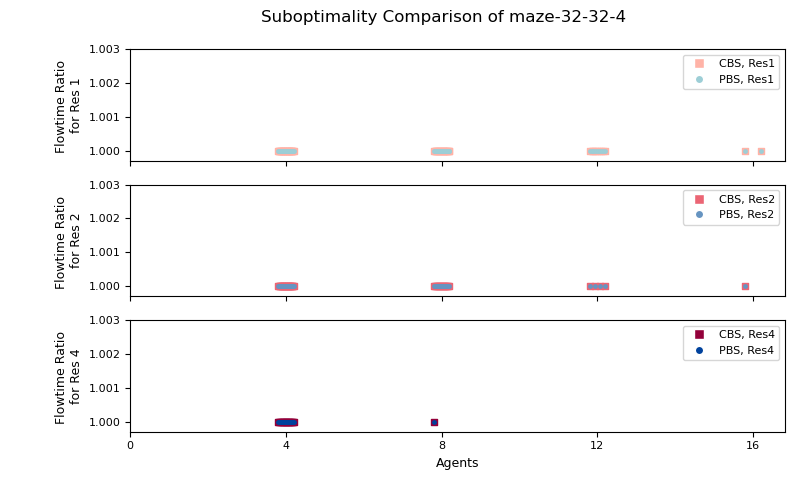 Suboptimality Comparison of maze-32-32-4
Flowtime Ratio
for Res 1
1.003
1.002
1.001
1.000
CBS, Res1
PBS, Res1
Flowtime Ratio
for Res 2
1.003
1.002
1.001
1.000
CBS, Res2
PBS, Res2
Flowtime Ratio
for Res 4
1.003
1.002
1.001
1.000
CBS, Res4
PBS, Res4
0 4 8 12 16
Agents